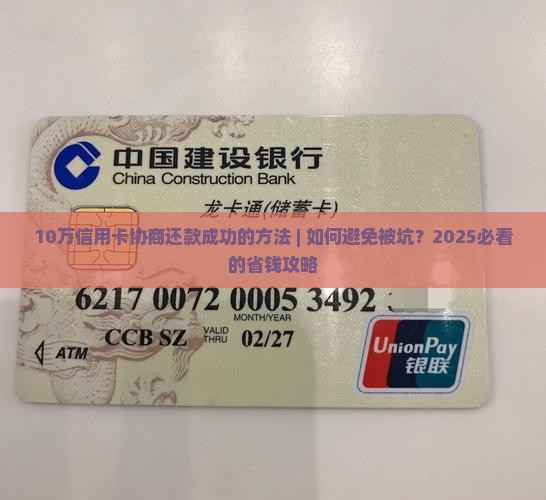 中国建设银行
China Construction Bank
龙卡通(储蓄卡)
10万信用卡协商还款成功的方法 | 如何避免被坑？2025必看
的省钱攻略
6217 0072 0005 3492
MONTH/YEAR
CCB SZ VALID THRU 02/27
ATM
UnionPay
银联